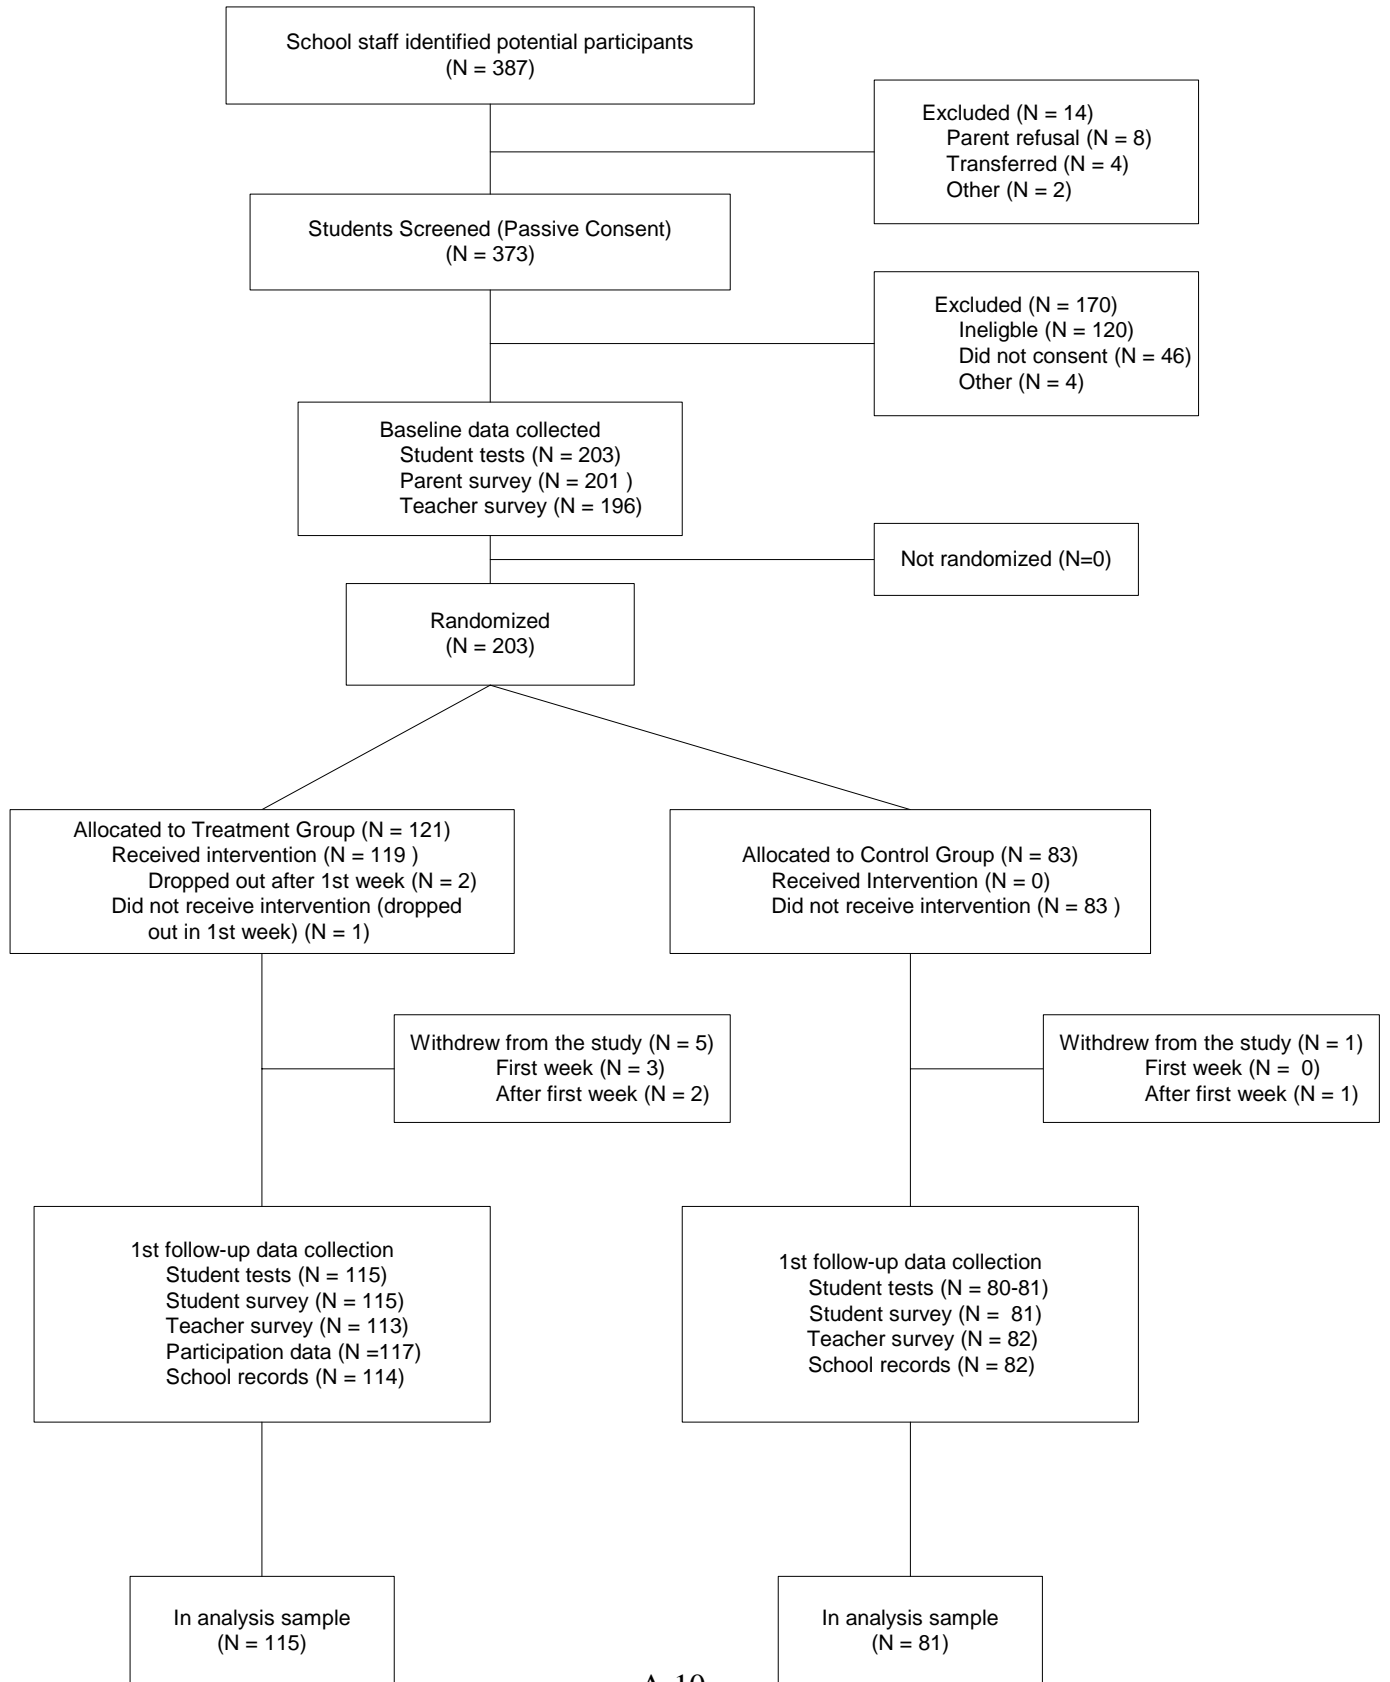 School staff identified potential participants
(N = 387)
Excluded (N = 14)
Parent refusal (N = 8)
Transferred (N = 4)
Other (N = 2)
Students Screened (Passive Consent)
(N = 373)
Excluded (N = 170)
Ineligble (N = 120)
Did not consent (N = 46)
Other (N = 4)
Baseline data collected
Student tests (N = 203)
Parent survey (N = 201 )
Teacher survey (N = 196)
Not randomized (N=0)
Randomized
(N = 203)
Allocated to Treatment Group (N = 121)
Received intervention (N = 119 )
Dropped out after 1st week (N = 2)
Did not receive intervention (dropped
out in 1st week) (N = 1)
Allocated to Control Group (N = 83)
Received Intervention (N = 0)
Did not receive intervention (N = 83 )
Withdrew from the study (N = 5)
First week (N = 3)
After first week (N = 2)
Withdrew from the study (N = 1)
First week (N =  0)
After first week (N = 1)
1st follow-up data collection
Student tests (N = 115)
Student survey (N = 115)
Teacher survey (N = 113)
Participation data (N =117)
School records (N = 114)
1st follow-up data collection
Student tests (N = 80-81)
Student survey (N =  81)
Teacher survey (N = 82)
School records (N = 82)
In analysis sample
(N = 115)
In analysis sample
(N = 81)
A-10